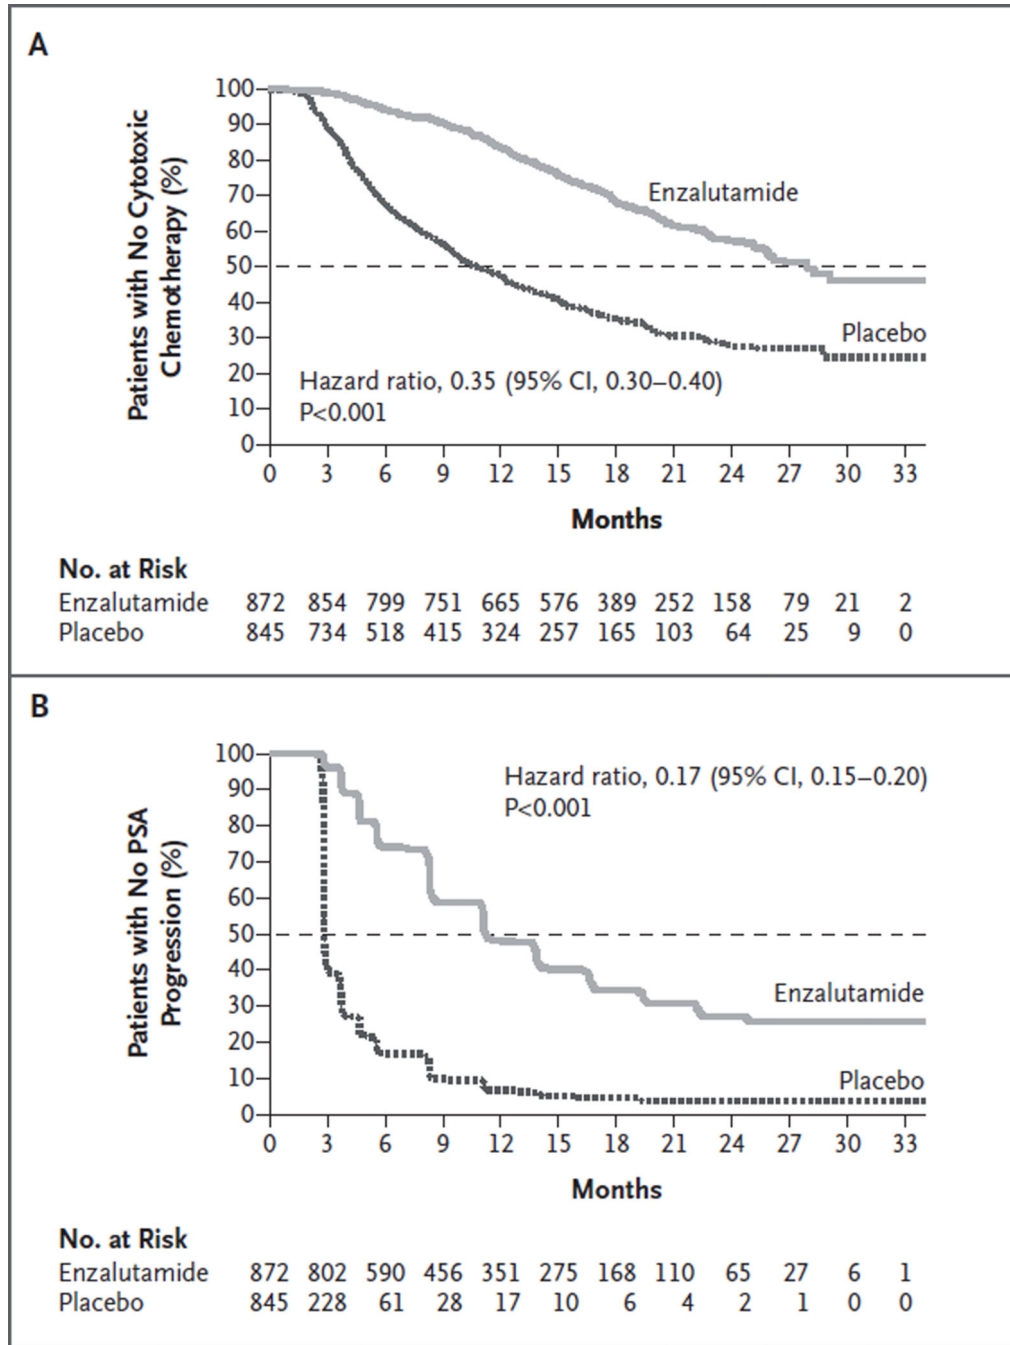 A
Patients with No Cytotoxic
Chemotherapy (%)
100
90
80
70
60
50
40
30
20
10
0
Enzalutamide
Placebo
Hazard ratio, 0.35 (95% CI, 0.30–0.40)
P<0.001
0 3 6 9 12 15 18 21 24 27 30 33
Months
No. at Risk
Enzalutamide 872 854 799 751 665 576 389 252 158 79 21 2
Placebo 845 734 518 415 324 257 165 103 64 25 9 0
B
Patients with No PSA
Progression (%)
100
90
80
70
60
50
40
30
20
10
0
Hazard ratio, 0.17 (95% CI, 0.15–0.20)
P<0.001
Enzalutamide
Placebo
0 3 6 9 12 15 18 21 24 27 30 33
Months
No. at Risk
Enzalutamide 872 802 590 456 351 275 168 110 65 27 6 1
Placebo 845 228 61 28 17 10 6 4 2 1 0 0